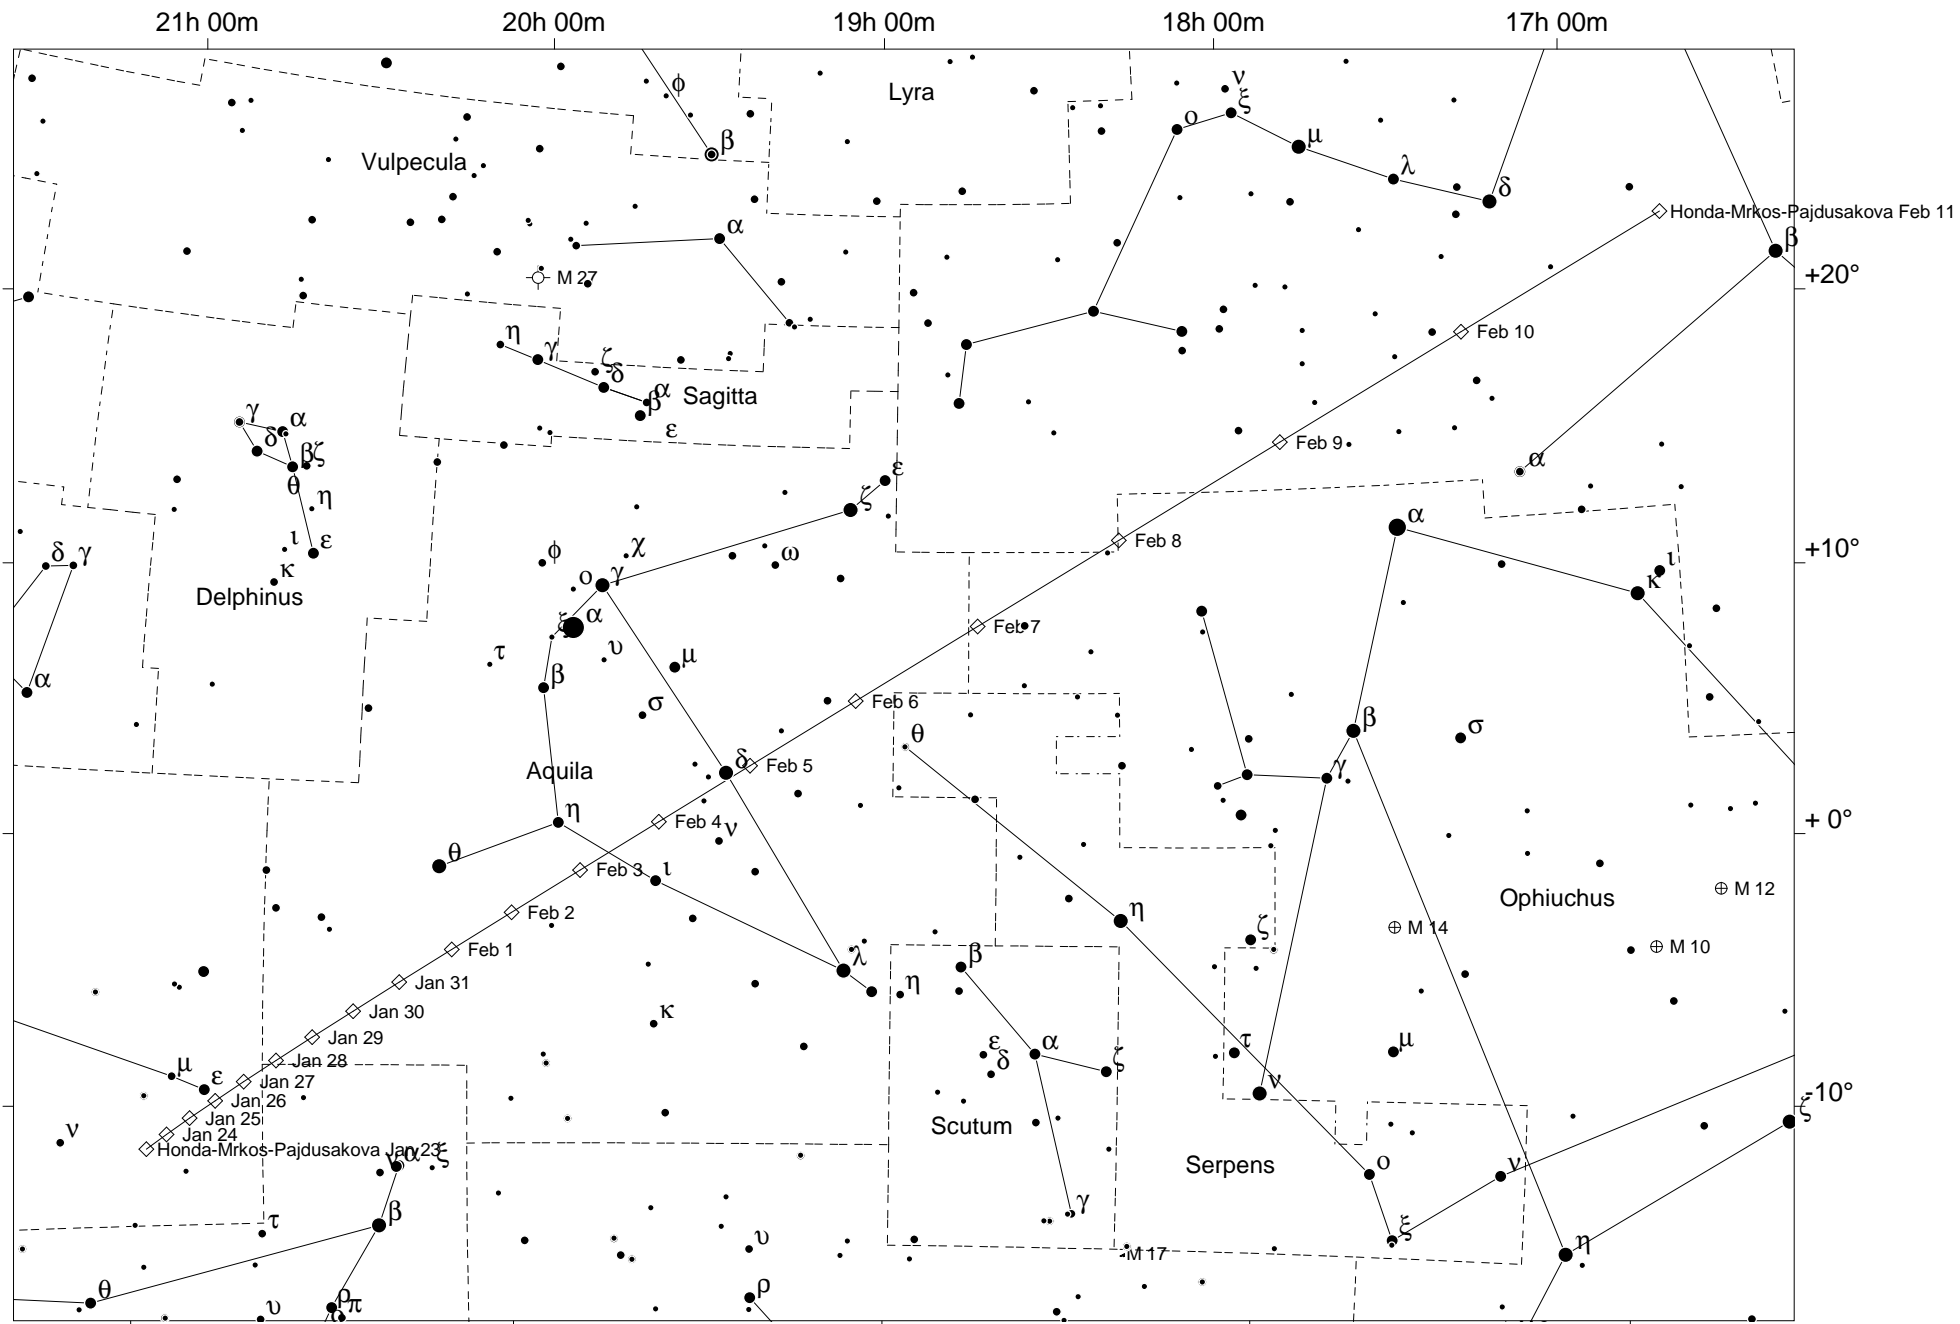 21h 00m 20h 00m 19h 00m 18h 00m 17h 00m
ϕ
Lyra
ν
ξ
ο
β
μ
Vulpecula
λ
δ
Honda-Mrkos-Pajdusakova Feb 11
α
β
M 27
+20°
η
γ
Feb 10
ζ
δ
α
Sagitta
β
ε
γ
α
δ
βζ
Feb 9
θ
α
ε
η
ζ
α
ι
ε
ϕ
χ
ω
Feb 8
+10°
δ
γ
κ
ο
γ
ι
κ
Delphinus
ξ
α
Feb 7
τ
υ
μ
α
β
σ
Feb 6
β
σ
θ
Aquila
δ
Feb 5
γ
η
Feb 4
ν
+ 0°
θ
Feb 3
ι
M 12
Ophiuchus
Feb 2
η
ζ
M 14
M 10
Feb 1
β
λ
Jan 31
η
Jan 30
κ
Jan 29
ε
α
τ
μ
Jan 28
δ
ζ
μ
ε
Jan 27
ν
Jan 26
-10°
ζ
Jan 25
Scutum
ν
Jan 24
Honda-Mrkos-Pajdusakova Jan 23
ν
α
ξ
Serpens
ο
ν
β
γ
τ
ξ
υ
M 17
η
θ
ρ
π
υ
ρ